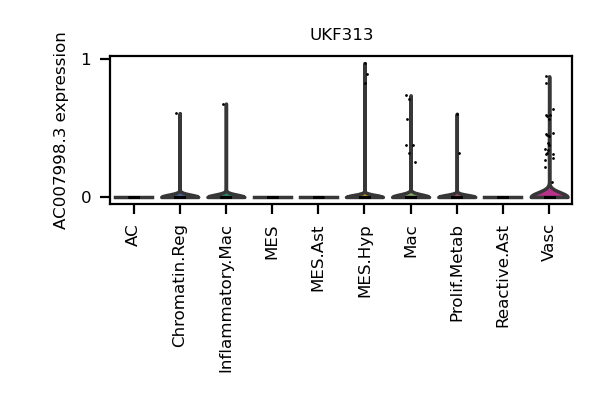 UKF313
AC007998.3 expression
1
0
AC
Chromatin.Reg
Inflammatory.Mac
MES
MES.Ast
MES.Hyp
Mac
Prolif.Metab
Reactive.Ast
Vasc